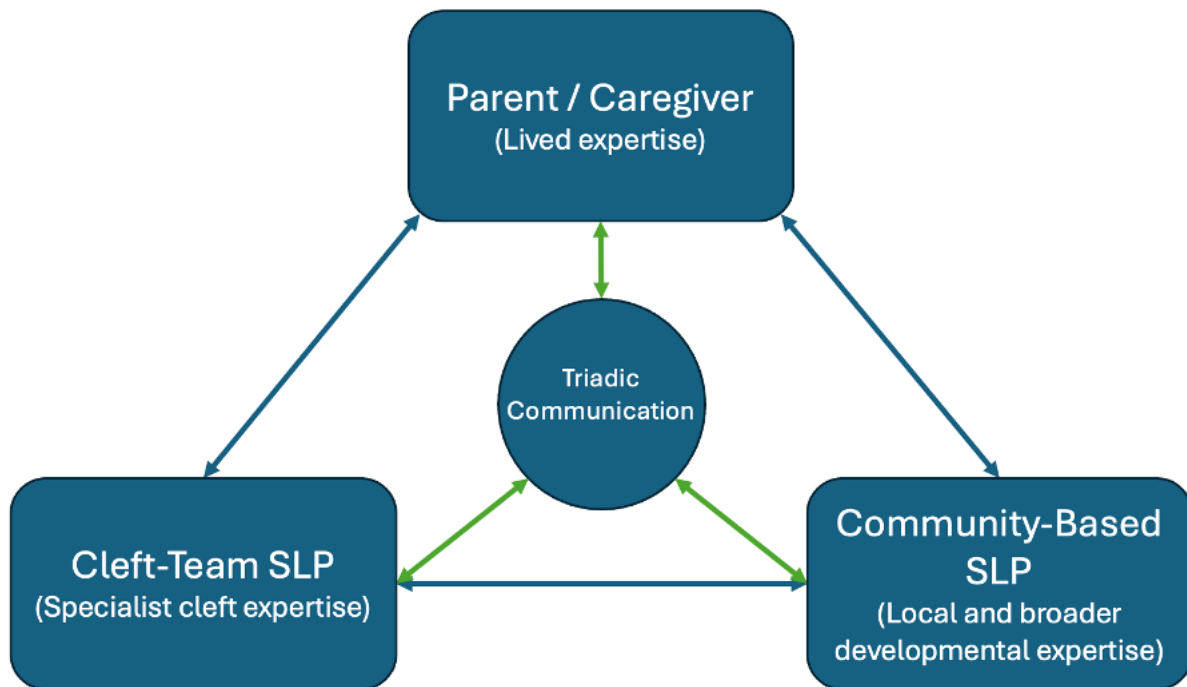 Parent / Caregiver
(Lived expertise)
Triadic
Communication
Cleft-Team SLP
(Specialist cleft expertise)
Community-Based
SLP
(Local and broader
developmental expertise)